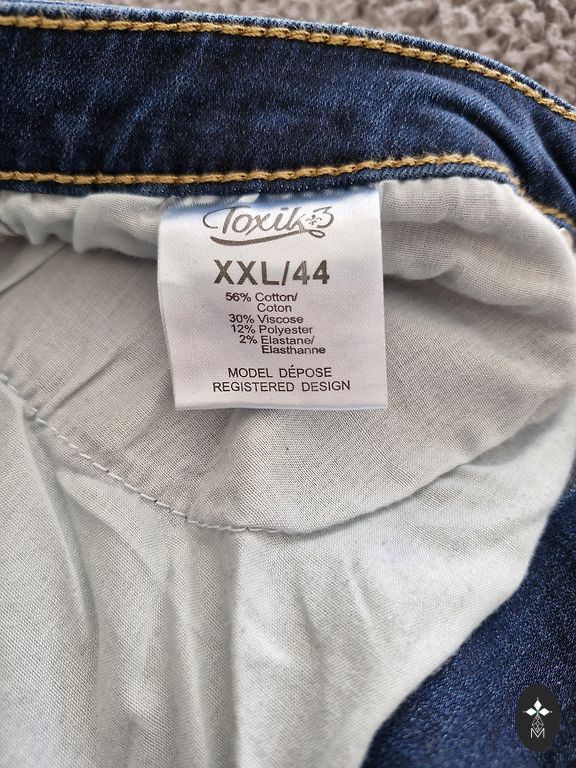 Toxik3
XXL/44
56% Cotton/
Coton
30% Viscose
12% Polyester
2% Elastane/
Elasthanne
MODEL DÉPOSE
REGISTERED DESIGN
M